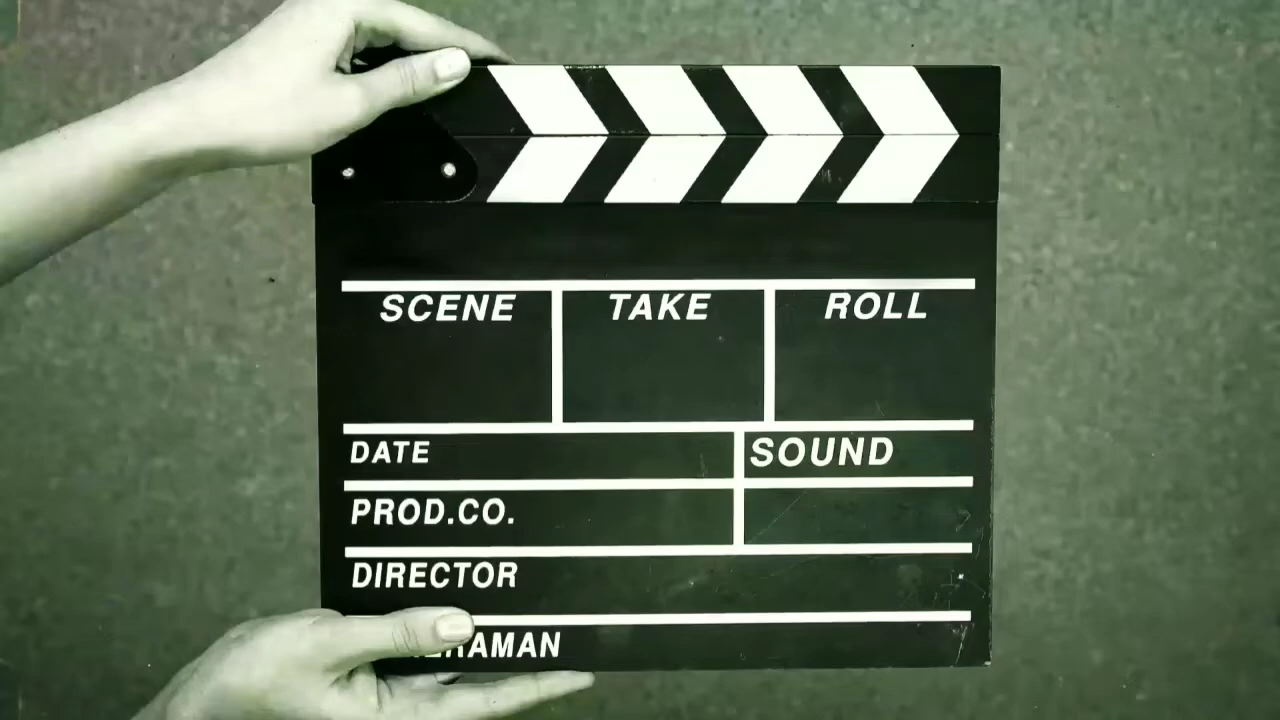 SCENE TAKE ROLL
DATE SOUND
PROD.CO.
DIRECTOR